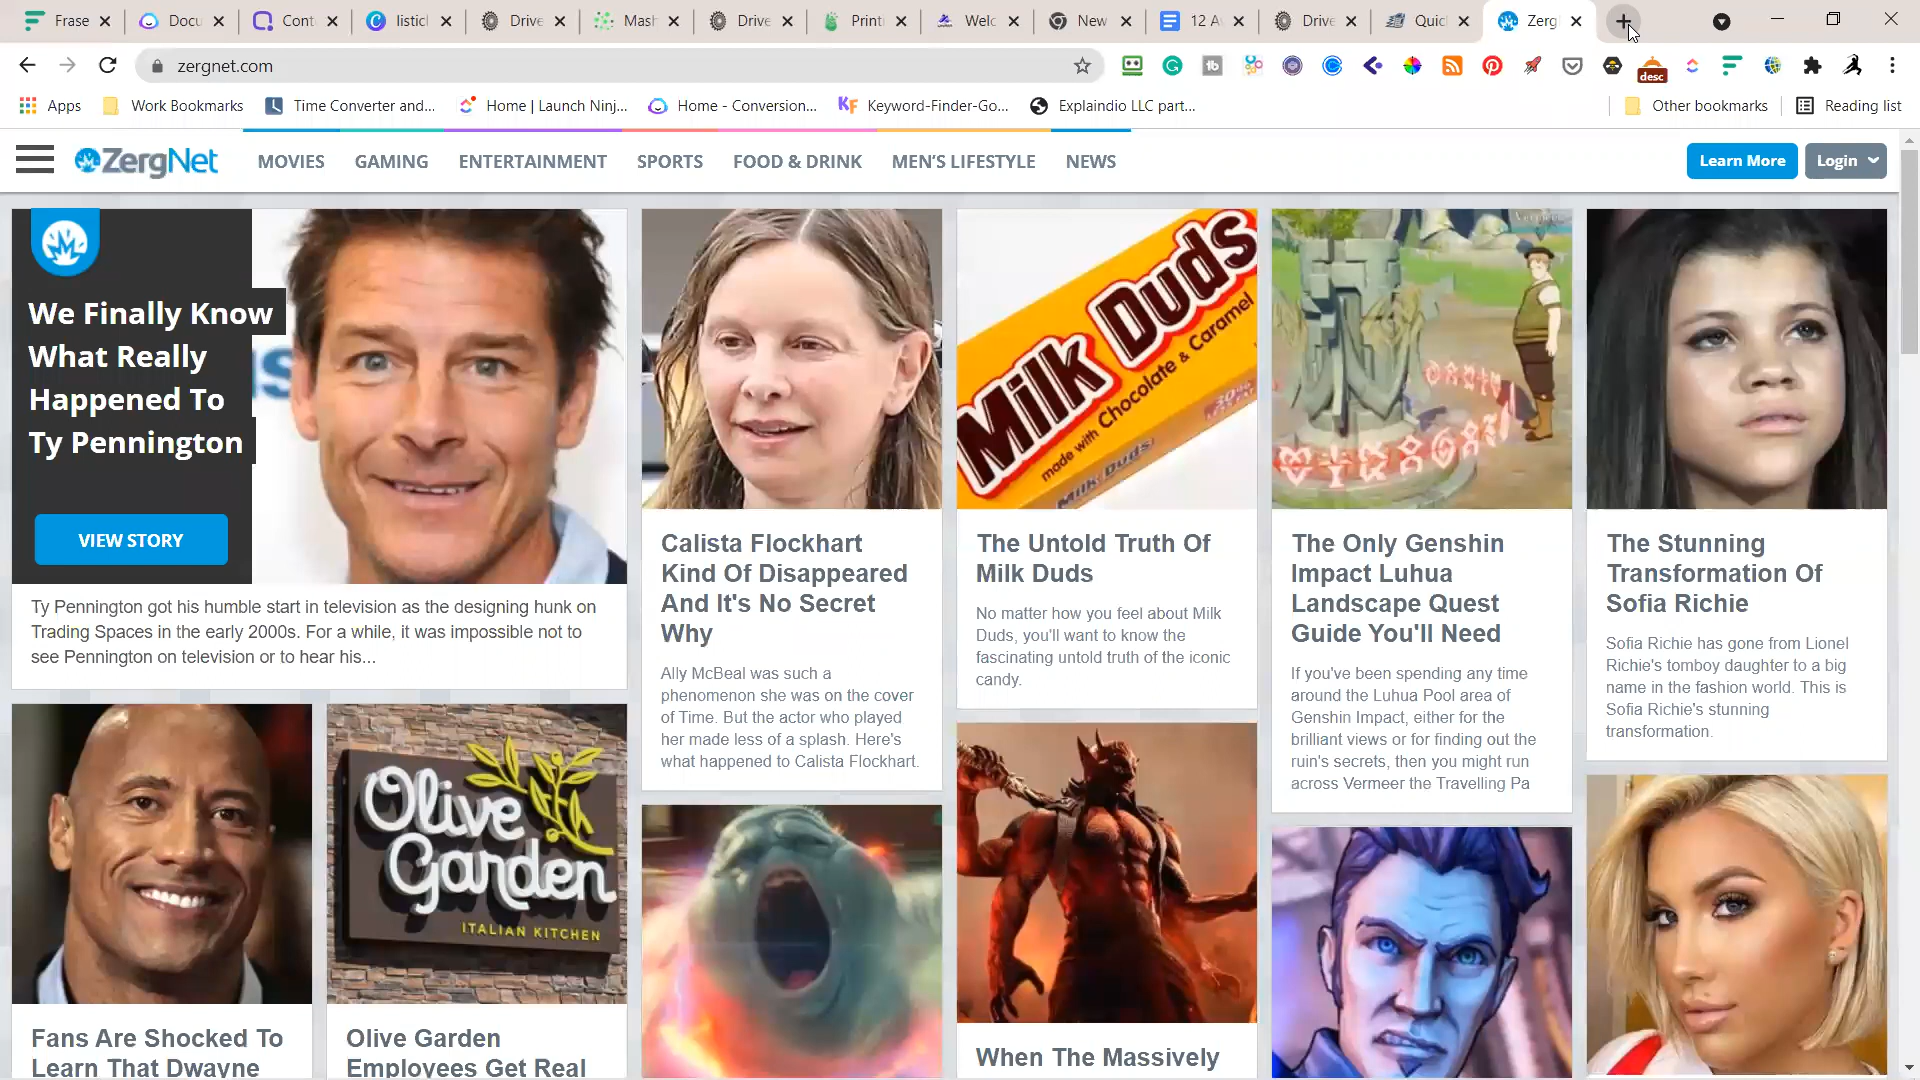 Frase
Docu
Cont
listicl
Drive
Mash
Drive
Printi
Welc
New
12 A
Drive
Quic
Zerg
zergnet.com
desc
Apps
Work Bookmarks
Time Converter and...
Home | Launch Ninj...
Home - Conversion...
KF
Keyword-Finder-Go...
Explaindio LLC part...
Other bookmarks
Reading list
ZergNet
MOVIES
GAMING
ENTERTAINMENT
SPORTS
FOOD & DRINK
MEN'S LIFESTYLE
NEWS
Learn More
Login
We Finally Know
What Really
Happened To
Ty Pennington
VIEW STORY
Ty Pennington got his humble start in television as the designing hunk on
Trading Spaces in the early 2000s. For a while, it was impossible not to
see Pennington on television or to hear his...
Calista Flockhart
Kind Of Disappeared
And It's No Secret
Why
Ally McBeal was such a
phenomenon she was on the cover
of Time. But the actor who played
her made less of a splash. Here's
what happened to Calista Flockhart.
Milk Duds
made with Chocolate & Caramel
Milk Duds
The Untold Truth Of
Milk Duds
No matter how you feel about Milk
Duds, you'll want to know the
fascinating untold truth of the iconic
candy.
The Only Genshin
Impact Luhua
Landscape Quest
Guide You'll Need
If you've been spending any time
around the Luhua Pool area of
Genshin Impact, either for the
brilliant views or for finding out the
ruin's secrets, then you might run
across Vermeer the Travelling Pa
The Stunning
Transformation Of
Sofia Richie
Sofia Richie has gone from Lionel
Richie's tomboy daughter to a big
name in the fashion world. This is
Sofia Richie's stunning
transformation.
Fans Are Shocked To
Learn That Dwayne
Olive
Garden
ITALIAN KITCHEN
Olive Garden
Employees Get Real
When The Massively